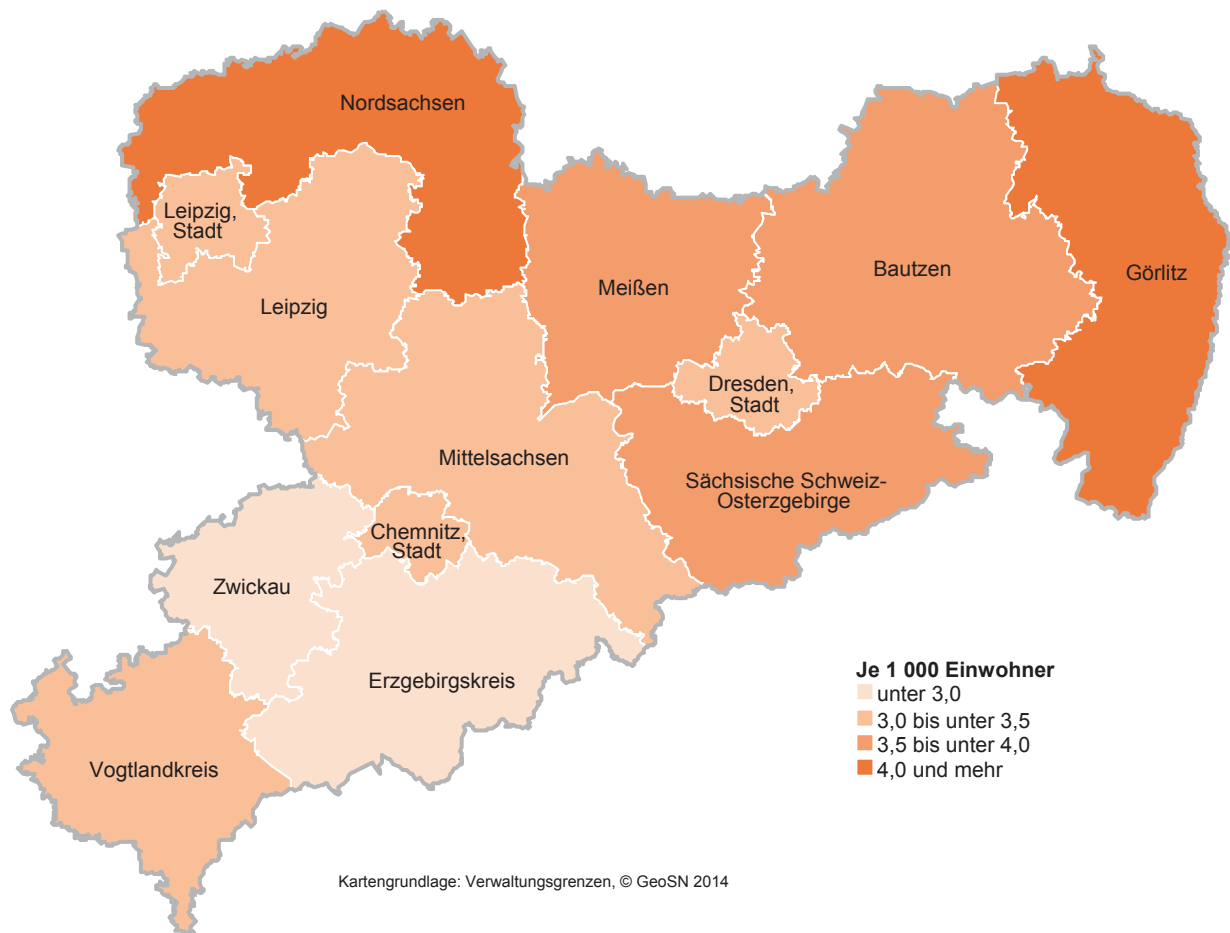 Nordsachsen
Leipzig,
Stadt
Leipzig
Meißen
Bautzen
Görlitz
Dresden,
Stadt
Mittelsachsen
Sächsische Schweiz-
Osterzgebirge
Chemnitz,
Stadt
Zwickau
Erzgebirgskreis
Vogtlandkreis
Je 1 000 Einwohner
unter 3,0
3,0 bis unter 3,5
3,5 bis unter 4,0
4,0 und mehr
Kartengrundlage: Verwaltungsgrenzen, © GeoSN 2014